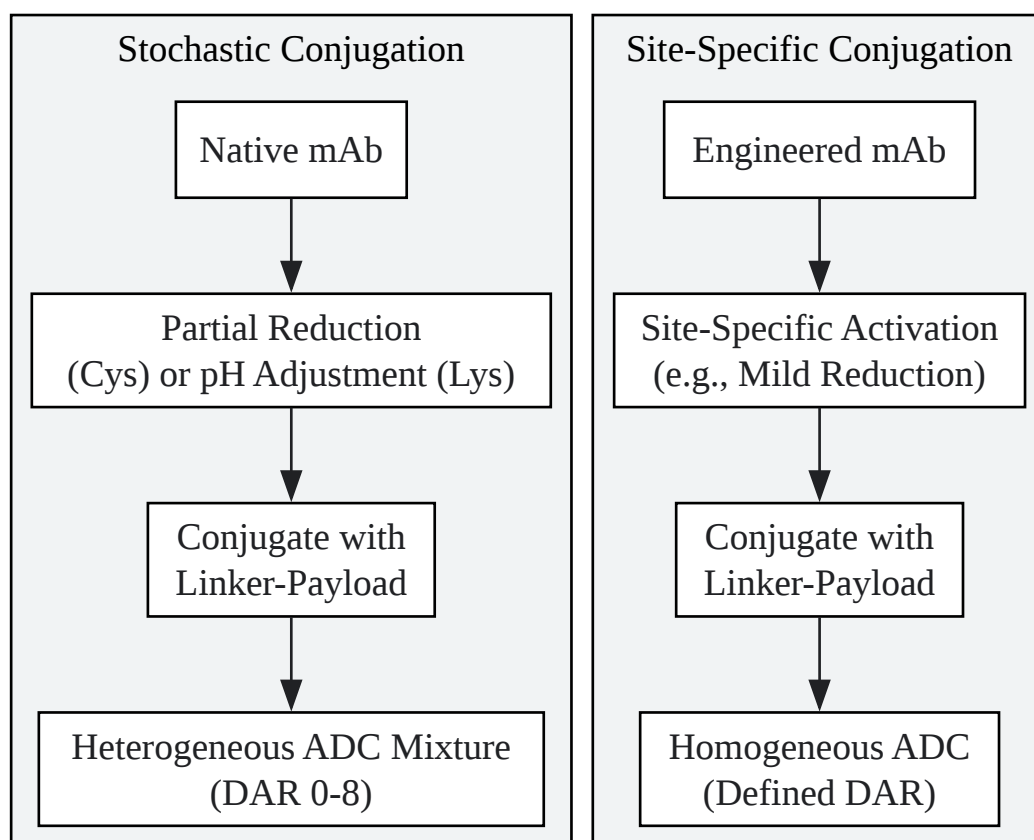 Stochastic Conjugation
Native mAb
Partial Reduction
(Cys) or pH Adjustment (Lys)
Conjugate with
Linker-Payload
Heterogeneous ADC Mixture
(DAR 0-8)
Site-Specific Conjugation
Engineered mAb
Site-Specific Activation
(e.g., Mild Reduction)
Conjugate with
Linker-Payload
Homogeneous ADC
(Defined DAR)